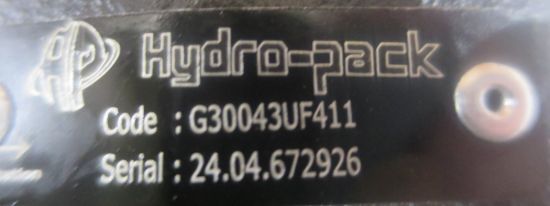 Hydro-pack
Code : G30043UF411
Serial : 24.04.672926